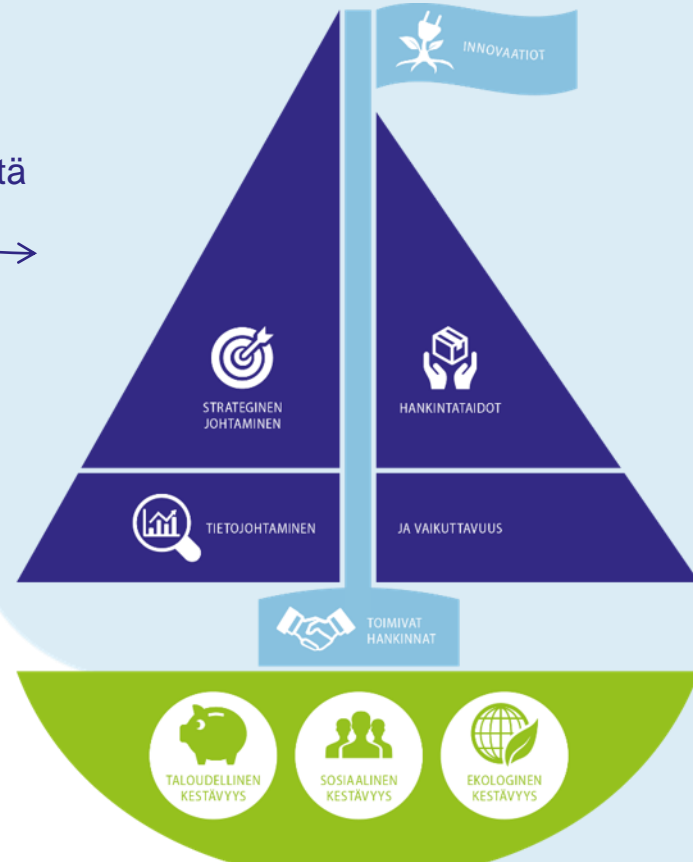 INNOVAATIOT
tä
STRATEGINEN
JOHTAMINEN
HANKINTATAIDOT
TIETOJOHTAMINEN
JA VAIKUTTAVUUS
TOIMIVAT
HANKINNAT
TALOUDELLINEN
KESTÄVYYS
SOSIAALINEN
KESTÄVYYS
EKOLOGINEN
KESTÄVYYS